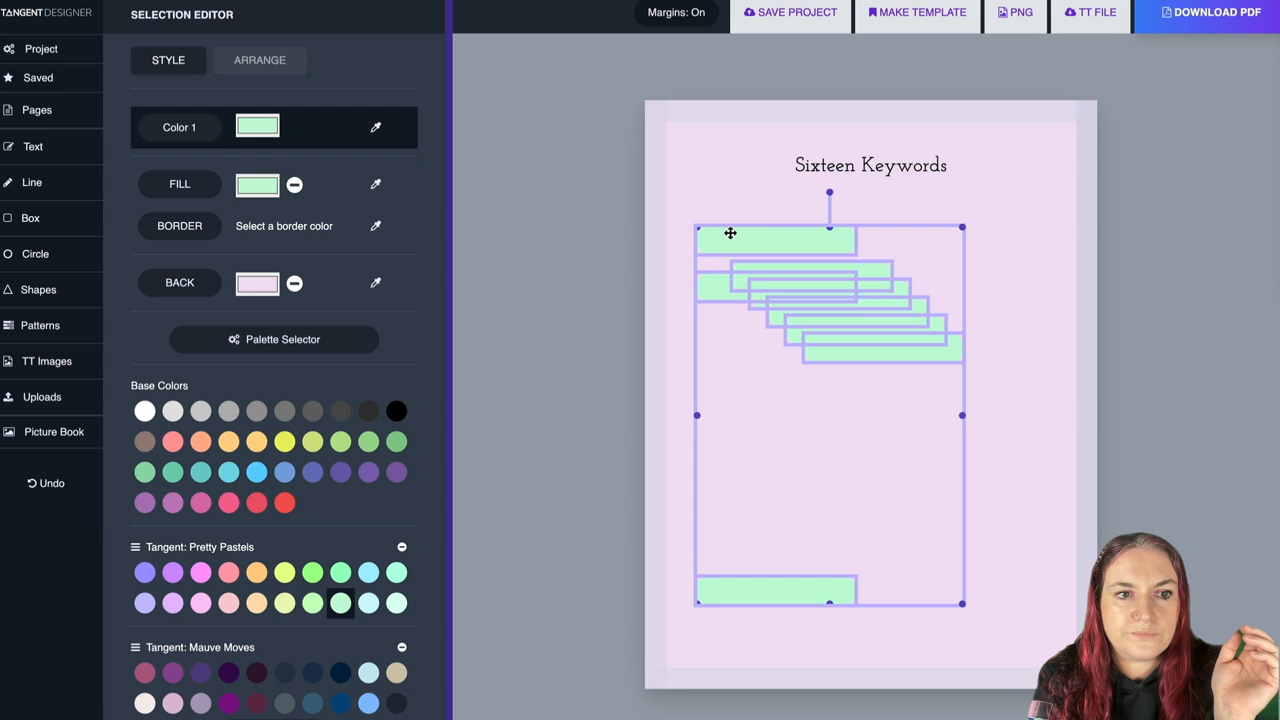 TANGENT DESIGNER
SELECTION EDITOR
Margins: On
SAVE PROJECT
MAKE TEMPLATE
PNG
TT FILE
DOWNLOAD PDF
Project
Saved
Pages
Text
Line
Box
Circle
Shapes
Patterns
TT Images
Uploads
Picture Book
Undo
STYLE
ARRANGE
Color 1
FILL
BORDER
Select a border color
BACK
Palette Selector
Base Colors
Tangent: Pretty Pastels
Tangent: Mauve Moves
Sixteen Keywords